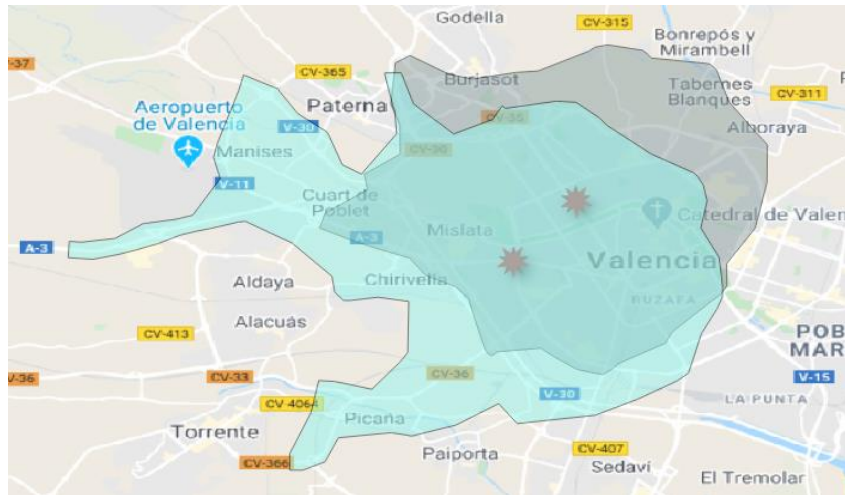 Godella
CV-315
Bonrepós y
Mirambell
CV-37
CV-365
Burjasot
Tabernes
Blanques
CV-311
Aeropuerto
de Valencia
Paterna
V-30
CV-35
Alboraya
Manises
CV-30
V-11
Cuart de
Poblet
Mislata
Catedral de Valen
A-3
A-3
Valencia
Aldaya
Chirivella
RUZAFA
Alacuás
CV-413
POB
MAR
V-36
CV-33
CV-36
V-15
CV-4064
V-30
LA PUNTA
Picaña
Torrente
Paiporta
CV-407
CV-366
Sedaví
El Tremolar